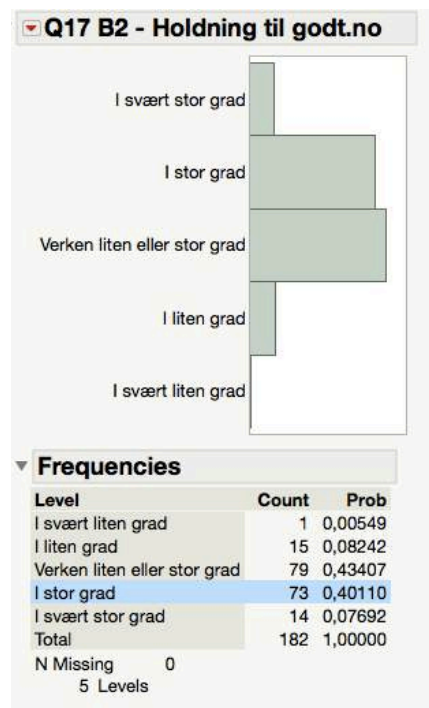 Q17 B2 - Holdning til godt.no
I svært stor grad
I stor grad
Verken liten eller stor grad
I liten grad
I svært liten grad
Frequencies
Level Count Prob
I svært liten grad 1 0,00549
I liten grad 15 0,08242
Verken liten eller stor grad 79 0,43407
I stor grad 73 0,40110
I svært stor grad 14 0,07692
Total 182 1,00000
N Missing 0
5 Levels